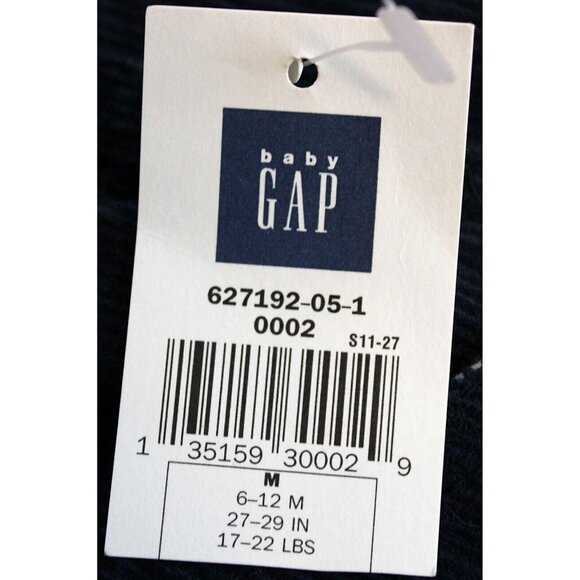 baby
GAP
627192-05-1
0002
S11-27
1 35159 30002 9
M
6–12 M
27–29 IN
17–22 LBS